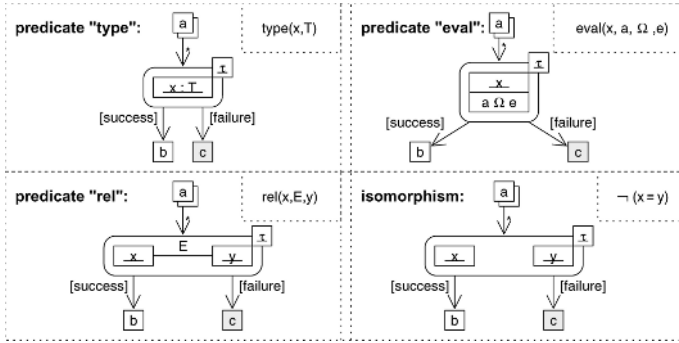 predicate "type":
a
type(x,T)
τ
x : T
[success]
[failure]
b
c
predicate "eval":
a
eval(x, a, Ω ,e)
τ
x
a Ω e
[success]
[failure]
b
c
predicate "rel":
a
rel(x,E,y)
τ
x
E
y
[success]
[failure]
b
c
isomorphism:
a
¬ (x = y)
τ
x
y
[success]
[failure]
b
c